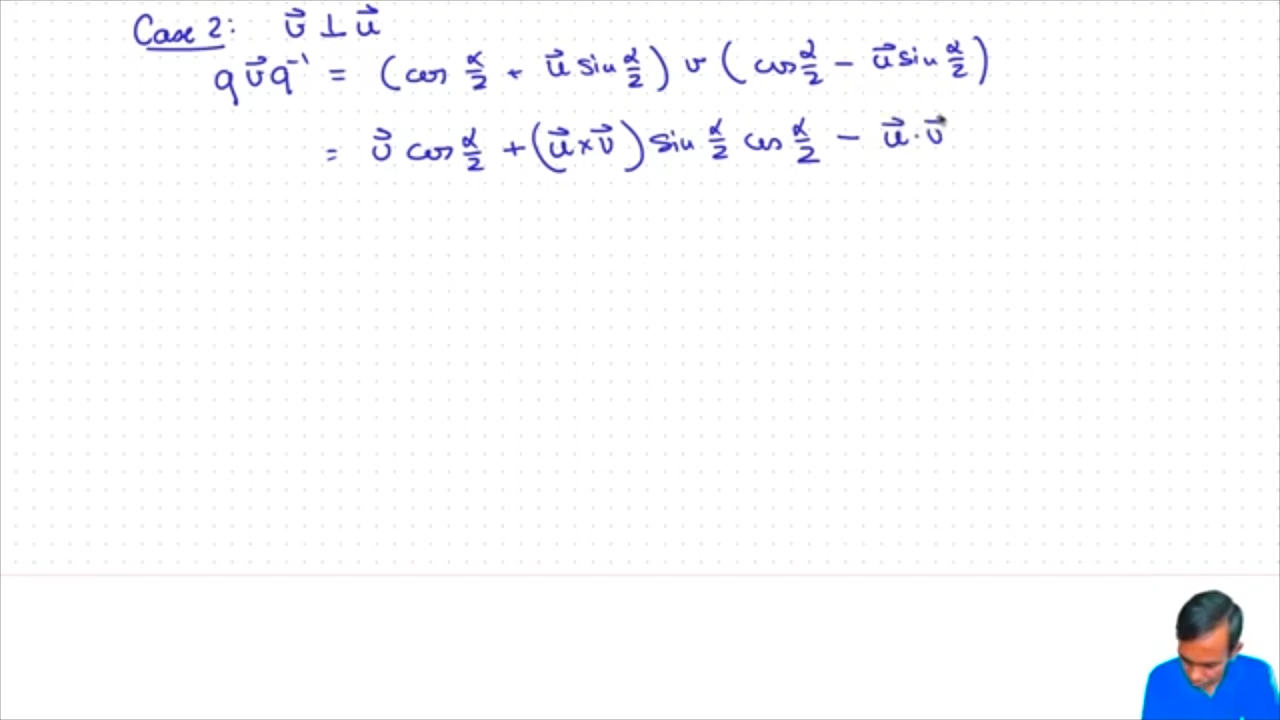 Case 2: v⃗ ⊥ u⃗
q v⃗ q⁻¹ = (cos α/2 + u⃗ sin α/2) v (cos α/2 − u⃗ sin α/2)
= v⃗ cos α/2 + (u⃗ × v⃗) sin α/2 cos α/2 − u⃗ · v⃗